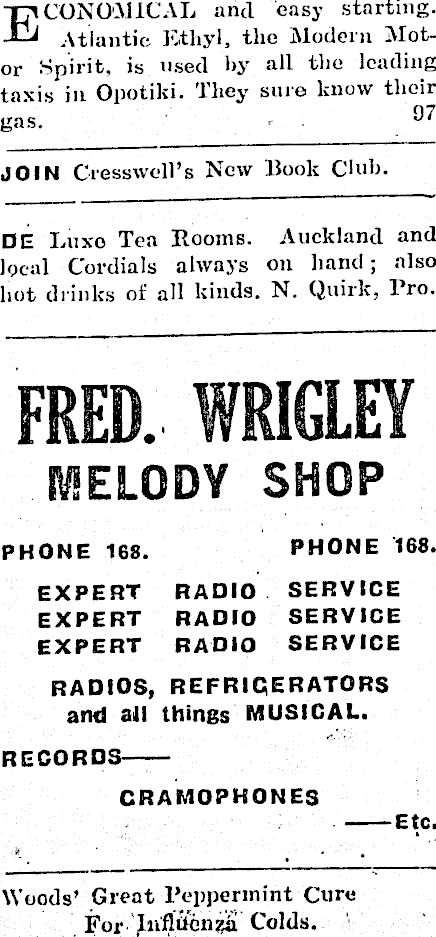 ECONOMICAL and easy starting.
Atlantic Ethyl, the Modern Mot-
or Spirit, is used by all the leading
taxis in Opotiki. They sure know their
gas. 97
JOIN Cresswell's New Book Club.
DE Luxe Tea Rooms. Auckland and
local Cordials always on hand; also
hot drinks of all kinds. N. Quirk, Pro.
FRED. WRIGLEY
MELODY SHOP
PHONE 168. PHONE 168.
EXPERT RADIO SERVICE
EXPERT RADIO SERVICE
EXPERT RADIO SERVICE
RADIOS, REFRIGERATORS
and all things MUSICAL.
RECORDS——
GRAMOPHONES
——Etc.
Woods' Great Peppermint Cure
For Influenza Colds.